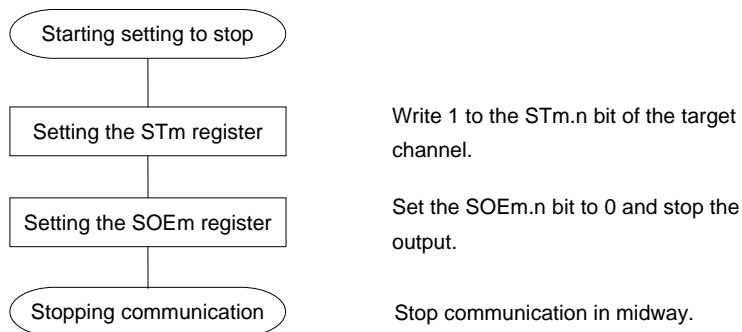 Starting setting to stop
Setting the STm register
Write 1 to the STm.n bit of the target
channel.
Setting the SOEm register
Set the SOEm.n bit to 0 and stop the
output.
Stopping communication
Stop communication in midway.